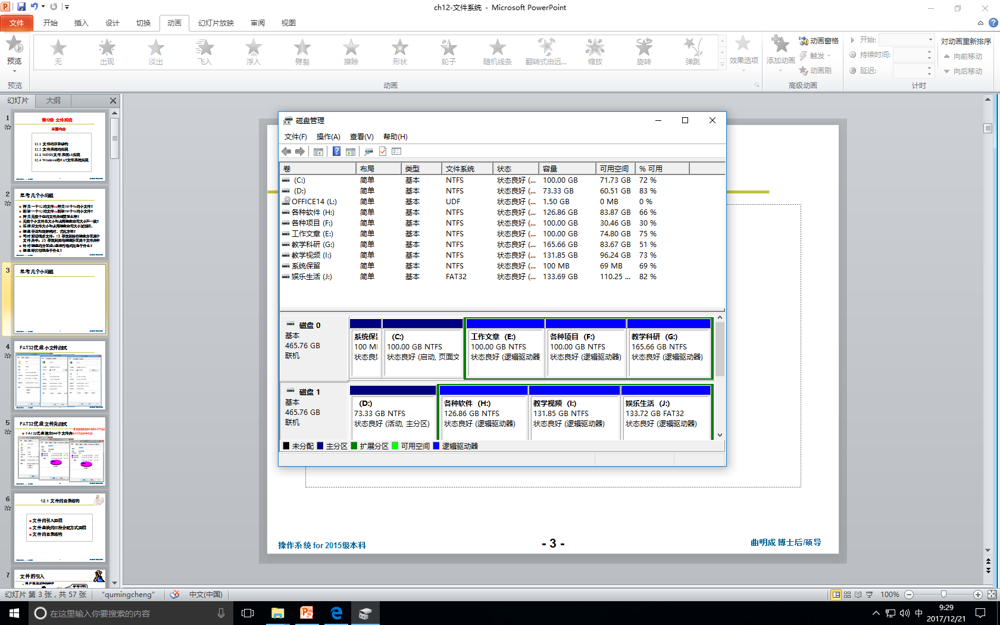 ch12-文件系统 - Microsoft PowerPoint
文件 开始 插入 设计 切换 动画 幻灯片放映 审阅 视图
无 出现 淡出 飞入 浮入 劈裂 擦除 形状 轮子 随机线条 翻转式由远... 缩放 旋转 弹跳
预览 效果选项 添加动画
动画窗格
触发
动画刷
开始:
持续时间:
延迟:
对动画重新排序
向前移动
向后移动
预览 动画 高级动画 计时
幻灯片 大纲
1
第12章 文件系统
主要内容
12.1 文件的目录结构
12.2 文件系统的实现
12.3 MINIX文件系统1.0实现
12.4 Windows的FAT文件系统实现
2
思考几个小问题
3
思考几个小问题
4
FAT32优盘小文件测试
5
FAT32优盘文件夹测试
6
12.1 文件的目录结构
文件的引入回顾
文件盘块的三种分配方式回顾
文件的目录结构
7
文件的引入
磁盘管理
文件(F) 操作(A) 查看(V) 帮助(H)
卷 布局 类型 文件系统 状态 容量 可用空间 % 可用
(C:) 简单 基本 NTFS 状态良好 (... 100.00 GB 71.73 GB 72 %
(D:) 简单 基本 NTFS 状态良好 (... 73.33 GB 60.51 GB 83 %
OFFICE14 (L:) 简单 基本 UDF 状态良好 (... 1.50 GB 0 MB 0 %
各种软件 (H:) 简单 基本 NTFS 状态良好 (... 126.86 GB 83.87 GB 66 %
各种项目 (F:) 简单 基本 NTFS 状态良好 (... 100.00 GB 30.46 GB 30 %
工作文章 (E:) 简单 基本 NTFS 状态良好 (... 100.00 GB 74.80 GB 75 %
教学科研 (G:) 简单 基本 NTFS 状态良好 (... 165.66 GB 83.67 GB 51 %
教学视频 (I:) 简单 基本 NTFS 状态良好 (... 131.85 GB 96.24 GB 73 %
系统保留 简单 基本 NTFS 状态良好 (... 100 MB 69 MB 69 %
娱乐生活 (J:) 简单 基本 FAT32 状态良好 (... 133.69 GB 110.25 ... 82 %
磁盘 0
基本
465.76 GB
联机
系统保留
100 MI
状态良好
(C:)
100.00 GB NTFS
状态良好 (启动, 页面文
工作文章 (E:)
100.00 GB NTFS
状态良好 (逻辑驱动器
各种项目 (F:)
100.00 GB NTFS
状态良好 (逻辑驱动器)
教学科研 (G:)
165.66 GB NTFS
状态良好 (逻辑驱动器)
磁盘 1
基本
465.76 GB
联机
(D:)
73.33 GB NTFS
状态良好 (活动, 主分区)
各种软件 (H:)
126.86 GB NTFS
状态良好 (逻辑驱动器)
教学视频 (I:)
131.85 GB NTFS
状态良好 (逻辑驱动器)
娱乐生活 (J:)
133.72 GB FAT32
状态良好 (逻辑驱动器)
未分配 主分区 扩展分区 可用空间 逻辑驱动器
操作系统 for 2015级本科
- 3 -
曲明成 博士后/硕导
幻灯片 第 3 张，共 57 张 "qumingcheng" 中文(中国) 100%
在这里输入你要搜索的内容
中
9:29
2017/12/21